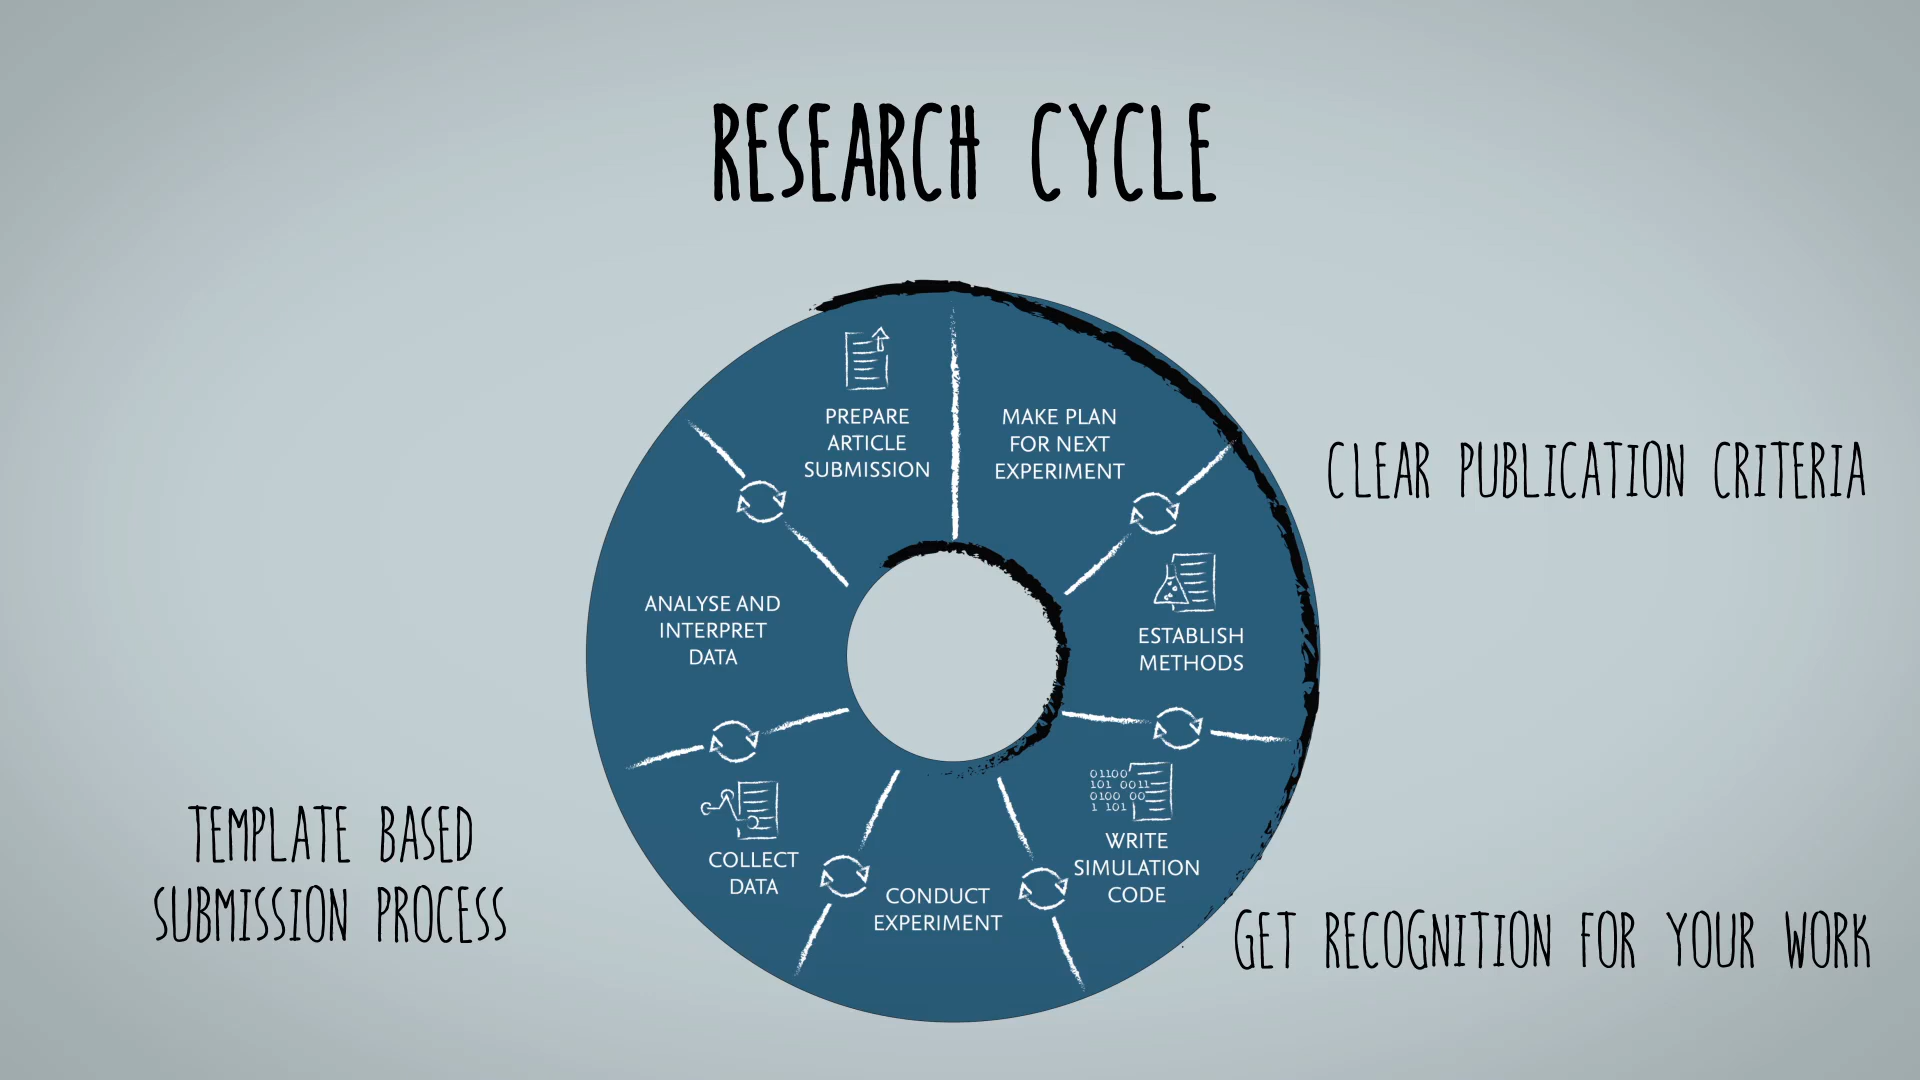 RESEARCH CYCLE
PREPARE
ARTICLE
SUBMISSION
MAKE PLAN
FOR NEXT
EXPERIMENT
CLEAR PUBLICATION CRITERIA
ANALYSE AND
INTERPRET
DATA
ESTABLISH
METHODS
01100
101 0011
0100 00
1 101
WRITE
SIMULATION
CODE
COLLECT
DATA
CONDUCT
EXPERIMENT
TEMPLATE BASED
SUBMISSION PROCESS
GET RECOGNITION FOR YOUR WORK